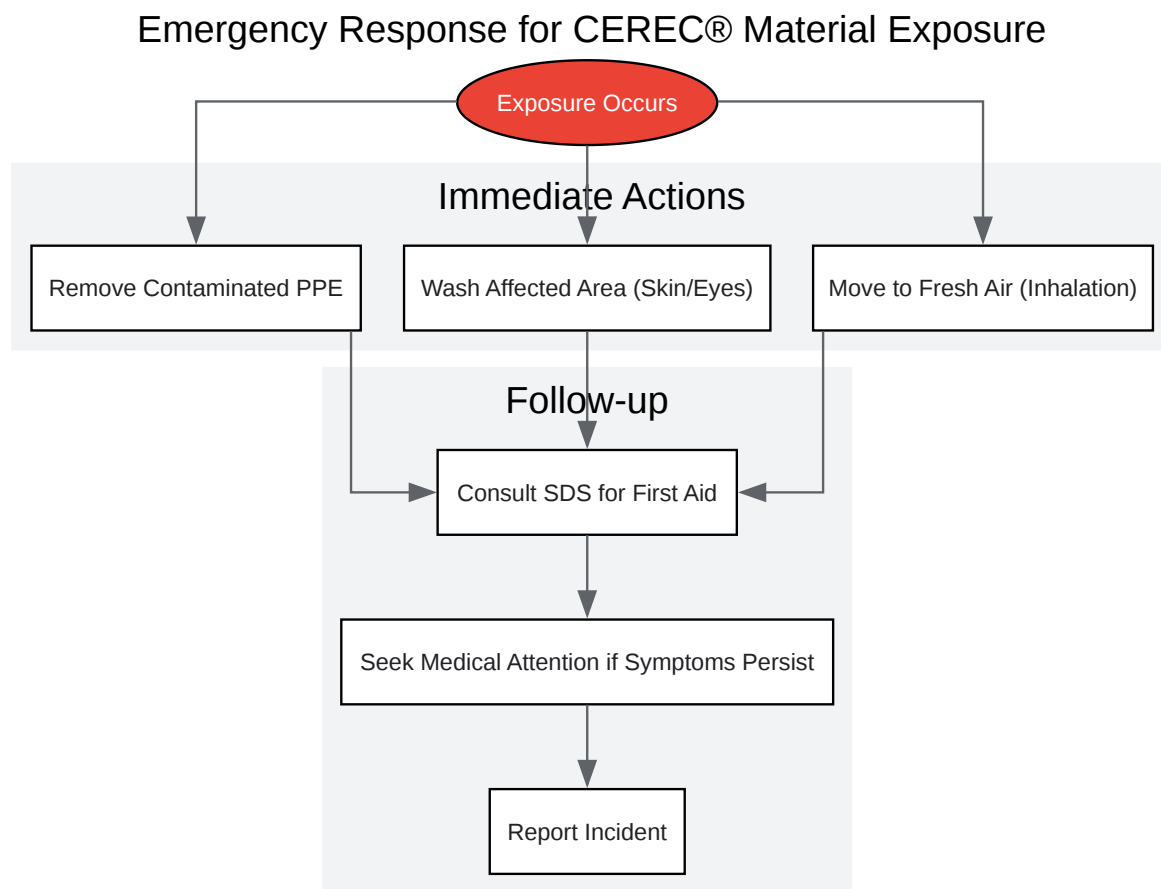 Emergency Response for CEREC® Material Exposure
Exposure Occurs
Immediate Actions
Remove Contaminated PPE
Wash Affected Area (Skin/Eyes)
Move to Fresh Air (Inhalation)
Follow-up
Consult SDS for First Aid
Seek Medical Attention if Symptoms Persist
Report Incident